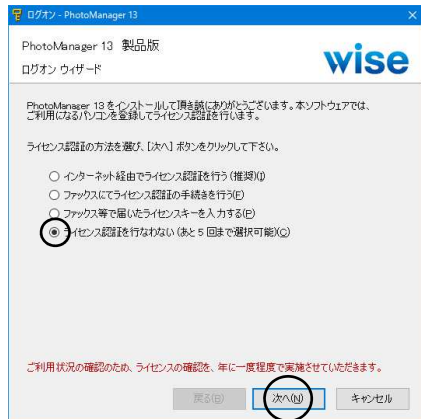 ログオン - PhotoManager 13
PhotoManager 13 製品版
ログオン ウィザード
wise
PhotoManager 13 をインストールして頂き誠にありがとうございます。本ソフトウェアでは、
ご利用になるパソコンを登録してライセンス認証を行います。
ライセンス認証の方法を選び、[次へ] ボタンをクリックして下さい。
インターネット経由でライセンス認証を行う (推奨)(I)
ファックスにてライセンス認証の手続きを行う(F)
ファックス等で届いたライセンスキーを入力する(P)
ライセンス認証を行なわない (あと 5 回まで選択可能)(C)
ご利用状況の確認のため、ライセンスの確認を、年に一度程度で実施させていただきます。
戻る(B) 次へ(N) キャンセル